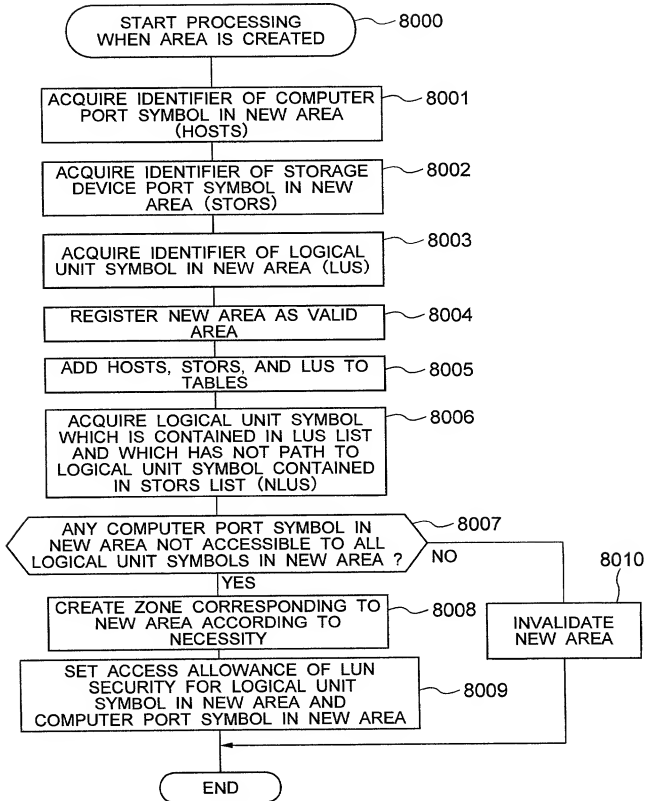 START PROCESSING
WHEN AREA IS CREATED
8000
ACQUIRE IDENTIFIER OF COMPUTER
PORT SYMBOL IN NEW AREA
(HOSTS)
8001
ACQUIRE IDENTIFIER OF STORAGE
DEVICE PORT SYMBOL IN NEW
AREA (STORS)
8002
ACQUIRE IDENTIFIER OF LOGICAL
UNIT SYMBOL IN NEW AREA (LUS)
8003
REGISTER NEW AREA AS VALID
AREA
8004
ADD HOSTS, STORS, AND LUS TO
TABLES
8005
ACQUIRE LOGICAL UNIT SYMBOL
WHICH IS CONTAINED IN LUS LIST
AND WHICH HAS NOT PATH TO
LOGICAL UNIT SYMBOL CONTAINED
IN STORS LIST (NLUS)
8006
ANY COMPUTER PORT SYMBOL IN
NEW AREA NOT ACCESSIBLE TO ALL
LOGICAL UNIT SYMBOLS IN NEW AREA ?
8007
NO
YES
CREATE ZONE CORRESPONDING TO
NEW AREA ACCORDING TO
NECESSITY
8008
8010
INVALIDATE
NEW AREA
SET ACCESS ALLOWANCE OF LUN
SECURITY FOR LOGICAL UNIT
SYMBOL IN NEW AREA AND
COMPUTER PORT SYMBOL IN NEW AREA
8009
END